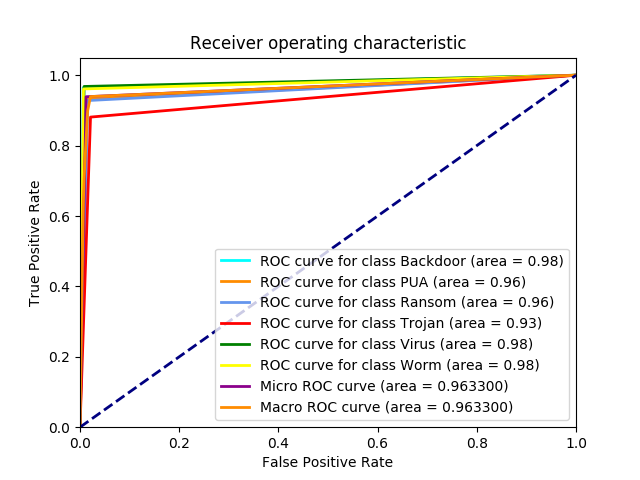 Receiver operating characteristic
1.0
0.8
0.6
0.4
0.2
0.0
True Positive Rate
ROC curve for class Backdoor (area = 0.98)
ROC curve for class PUA (area = 0.96)
ROC curve for class Ransom (area = 0.96)
ROC curve for class Trojan (area = 0.93)
ROC curve for class Virus (area = 0.98)
ROC curve for class Worm (area = 0.98)
Micro ROC curve (area = 0.963300)
Macro ROC curve (area = 0.963300)
0.0 0.2 0.4 0.6 0.8 1.0
False Positive Rate